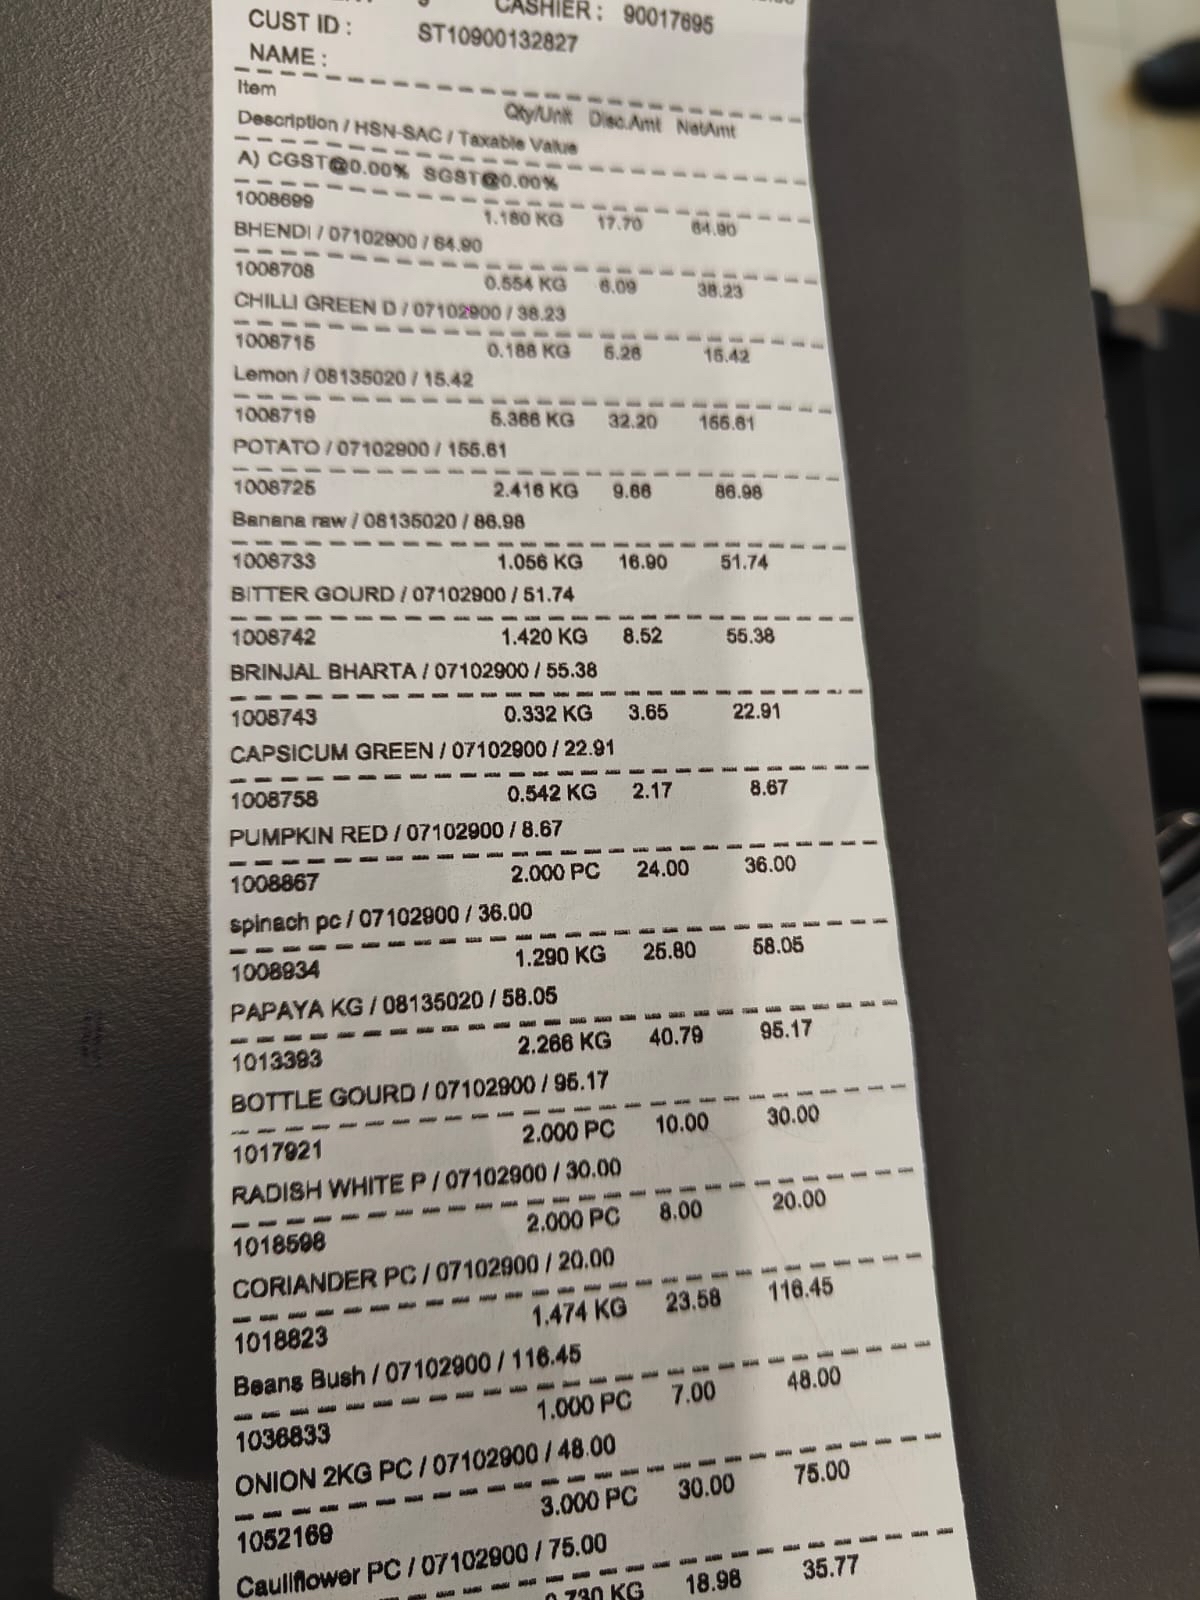 CASHIER : 90017695
CUST ID : ST10900132827
NAME :
Item Qty/Unit Disc.Amt NetAmt
Description / HSN-SAC / Taxable Value
A) CGST@0.00% SGST@0.00%
1008699 1.180 KG 17.70 64.90
BHENDI / 07102900 / 64.90
1008708 0.554 KG 6.09 38.23
CHILLI GREEN D / 07102900 / 38.23
1008715 0.188 KG 5.26 15.42
Lemon / 08135020 / 15.42
1008719 5.366 KG 32.20 155.61
POTATO / 07102900 / 155.61
1008725 2.416 KG 9.66 86.98
Banana raw / 08135020 / 86.98
1008733 1.056 KG 16.90 51.74
BITTER GOURD / 07102900 / 51.74
1008742 1.420 KG 8.52 55.38
BRINJAL BHARTA / 07102900 / 55.38
1008743 0.332 KG 3.65 22.91
CAPSICUM GREEN / 07102900 / 22.91
1008758 0.542 KG 2.17 8.67
PUMPKIN RED / 07102900 / 8.67
1008867 2.000 PC 24.00 36.00
spinach pc / 07102900 / 36.00
1008934 1.290 KG 25.80 58.05
PAPAYA KG / 08135020 / 58.05
1013393 2.266 KG 40.79 95.17
BOTTLE GOURD / 07102900 / 95.17
1017921 2.000 PC 10.00 30.00
RADISH WHITE P / 07102900 / 30.00
1018598 2.000 PC 8.00 20.00
CORIANDER PC / 07102900 / 20.00
1018823 1.474 KG 23.58 116.45
Beans Bush / 07102900 / 116.45
1036833 1.000 PC 7.00 48.00
ONION 2KG PC / 07102900 / 48.00
1052169 3.000 PC 30.00 75.00
Cauliflower PC / 07102900 / 75.00
0.730 KG 18.98 35.77